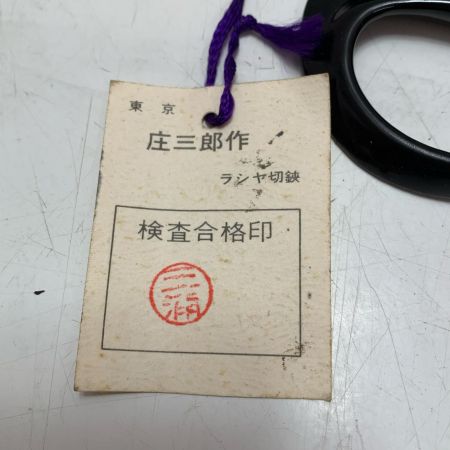 東京
庄三郎作
ラシヤ切鋏
検査合格印